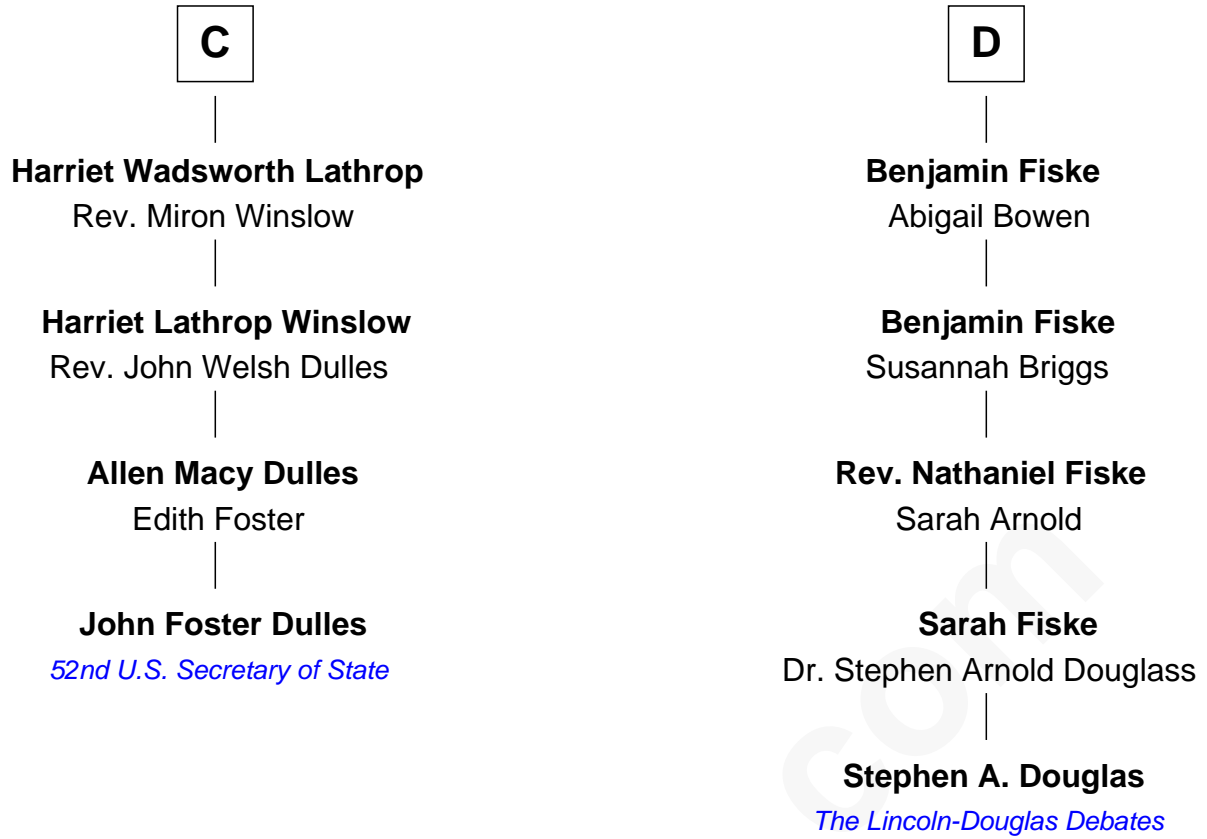 C
Harriet Wadsworth Lathrop
Rev. Miron Winslow
Harriet Lathrop Winslow
Rev. John Welsh Dulles
Allen Macy Dulles
Edith Foster
John Foster Dulles
52nd U.S. Secretary of State
D
Benjamin Fiske
Abigail Bowen
Benjamin Fiske
Susannah Briggs
Rev. Nathaniel Fiske
Sarah Arnold
Sarah Fiske
Dr. Stephen Arnold Douglass
Stephen A. Douglas
The Lincoln-Douglas Debates
com